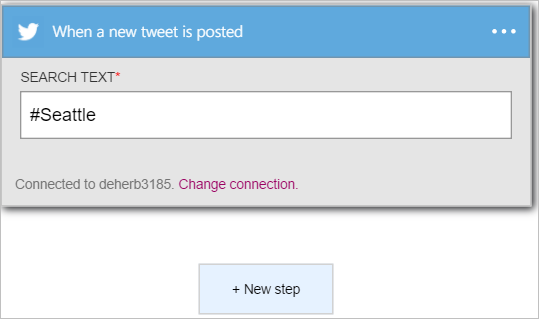 When a new tweet is posted
SEARCH TEXT*
#Seattle
Connected to deherb3185. Change connection.
+ New step